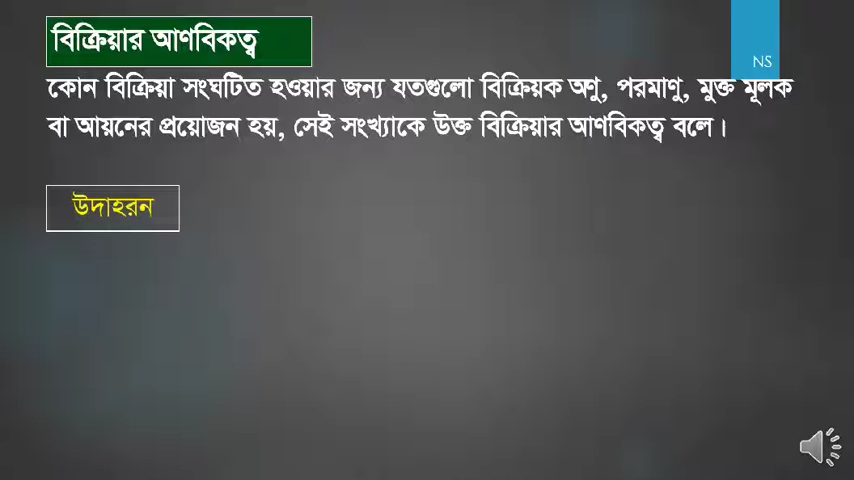 বিক্রিয়ার আণবিকত্ব
NS
কোন বিক্রিয়া সংঘটিত হওয়ার জন্য যতগুলো বিক্রিয়ক অণু, পরমাণু, মুক্ত মূলক
বা আয়নের প্রয়োজন হয়, সেই সংখ্যাকে উক্ত বিক্রিয়ার আণবিকত্ব বলে।
উদাহরন